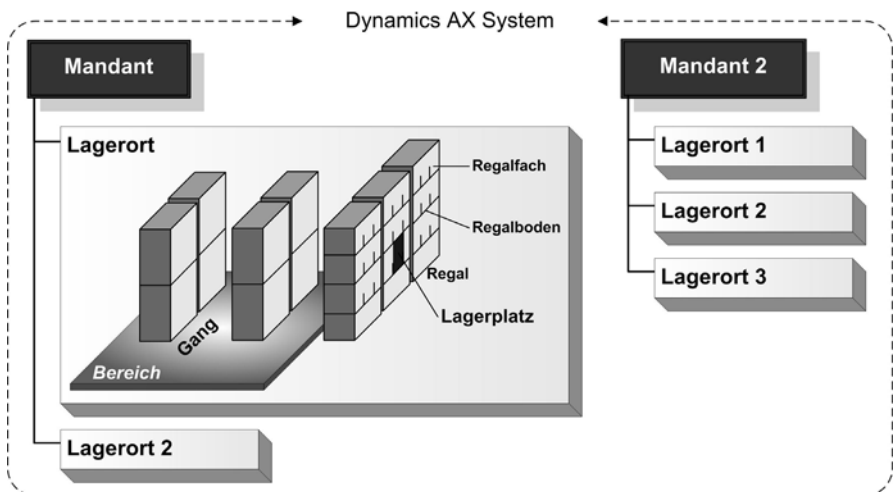 Dynamics AX System
Mandant
Lagerort
Regalfach
Regalboden
Regal
Lagerplatz
Gang
Bereich
Lagerort 2
Mandant 2
Lagerort 1
Lagerort 2
Lagerort 3